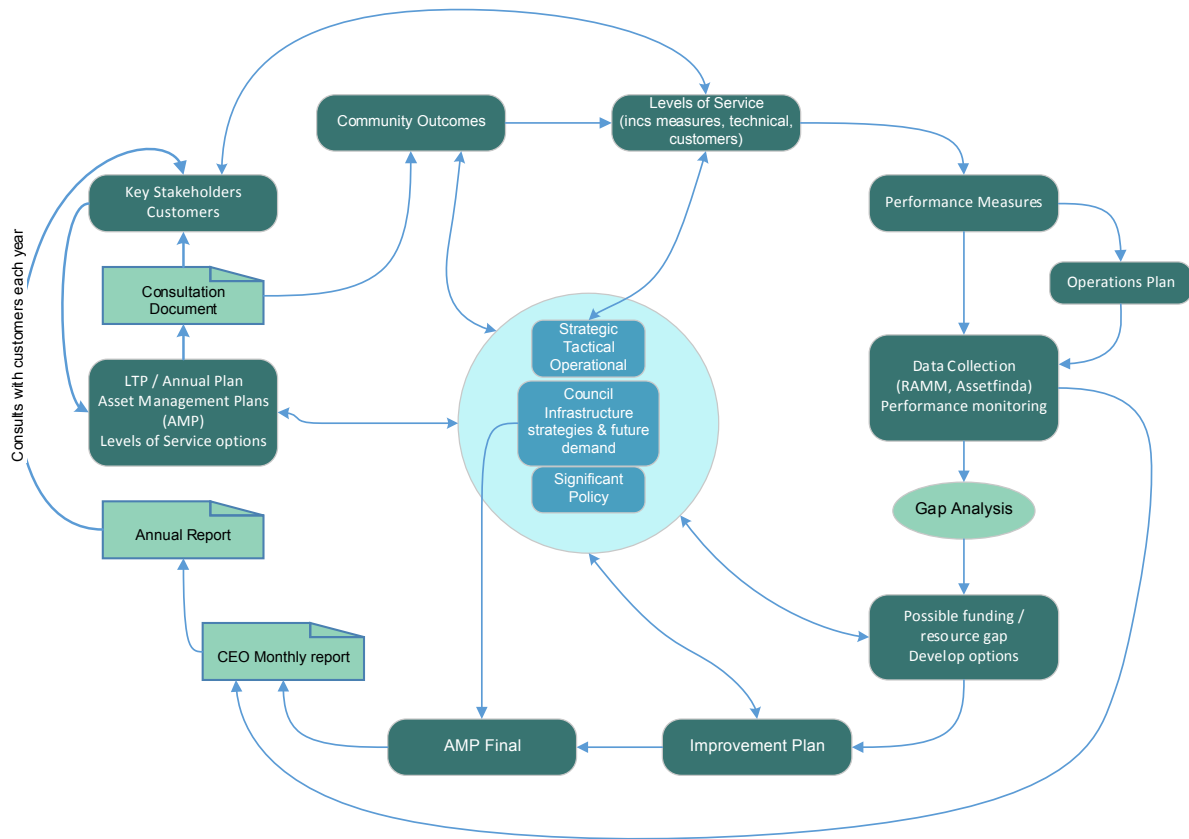 Levels of Service
(incs measures, technical,
customers)
Community Outcomes
Key Stakeholders
Customers
Performance Measures
Consults with customers each year
Consultation
Document
Operations Plan
Strategic
Tactical
Operational
LTP / Annual Plan
Asset Management Plans
(AMP)
Levels of Service options
Council
Infrastructure
strategies & future
demand
Data Collection
(RAMM, Assetfinda)
Performance monitoring
Significant
Policy
Gap Analysis
Annual Report
Possible funding /
resource gap
Develop options
CEO Monthly report
AMP Final
Improvement Plan